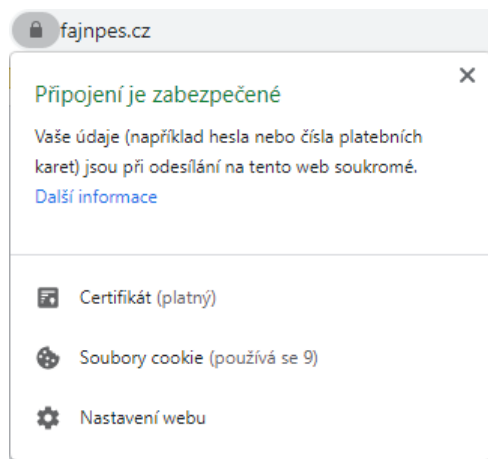 fajnpes.cz
Připojení je zabezpečené
Vaše údaje (například hesla nebo čísla platebních
karet) jsou při odesílání na tento web soukromé.
Další informace
Certifikát (platný)
Soubory cookie (používá se 9)
Nastavení webu